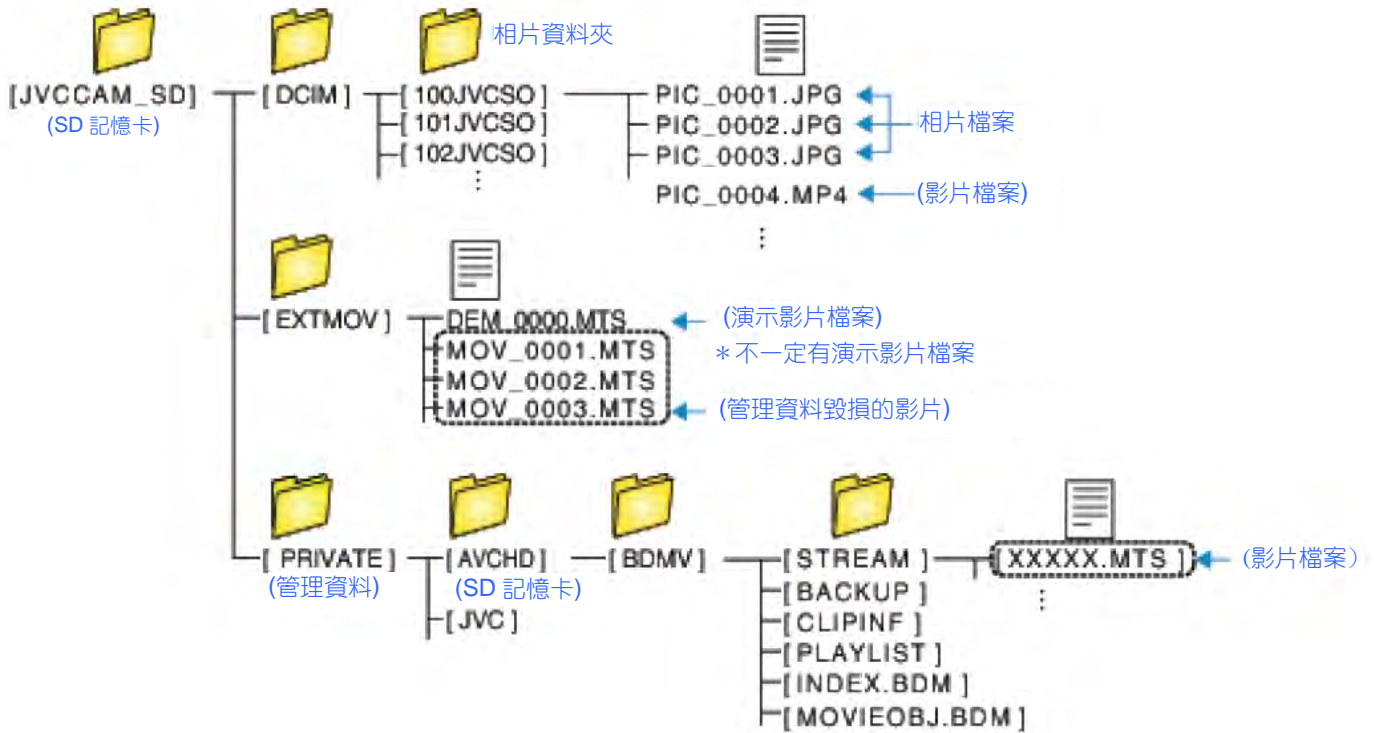 相片資料夾
[JVCCAM_SD] [DCIM] [100JVCSO] PIC_0001.JPG
(SD 記憶卡) [101JVCSO] PIC_0002.JPG 相片檔案
[102JVCSO] PIC_0003.JPG
PIC_0004.MP4 (影片檔案)
[EXTMOV] DEM_0000.MTS (演示影片檔案)
MOV_0001.MTS *不一定有演示影片檔案
MOV_0002.MTS
MOV_0003.MTS (管理資料毀損的影片)
[PRIVATE] [AVCHD] [BDMV] [STREAM] [XXXXX.MTS] (影片檔案)
(管理資料) (SD 記憶卡) [BACKUP]
[JVC] [CLIPINF]
[PLAYLIST]
[INDEX.BDM]
[MOVIEOBJ.BDM]